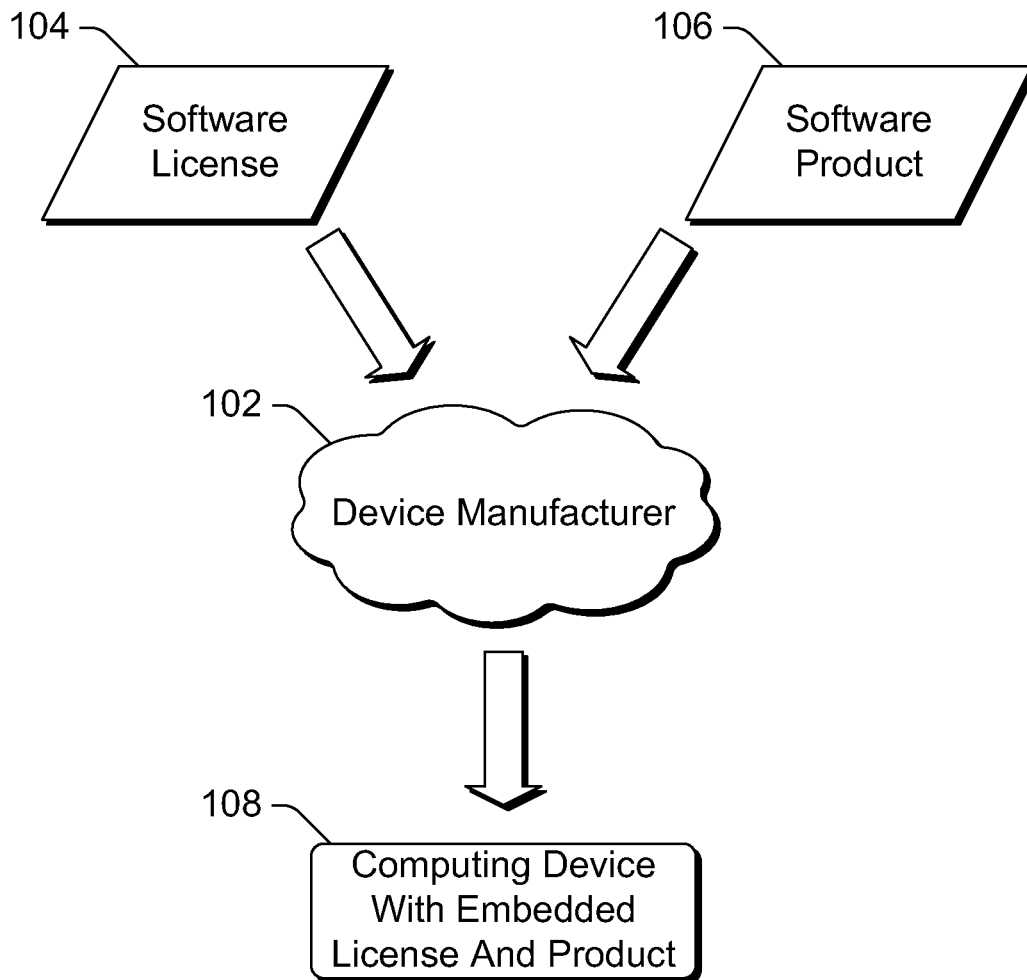 104
106
Software
License
Software
Product
102
Device Manufacturer
108
Computing Device
With Embedded
License And Product